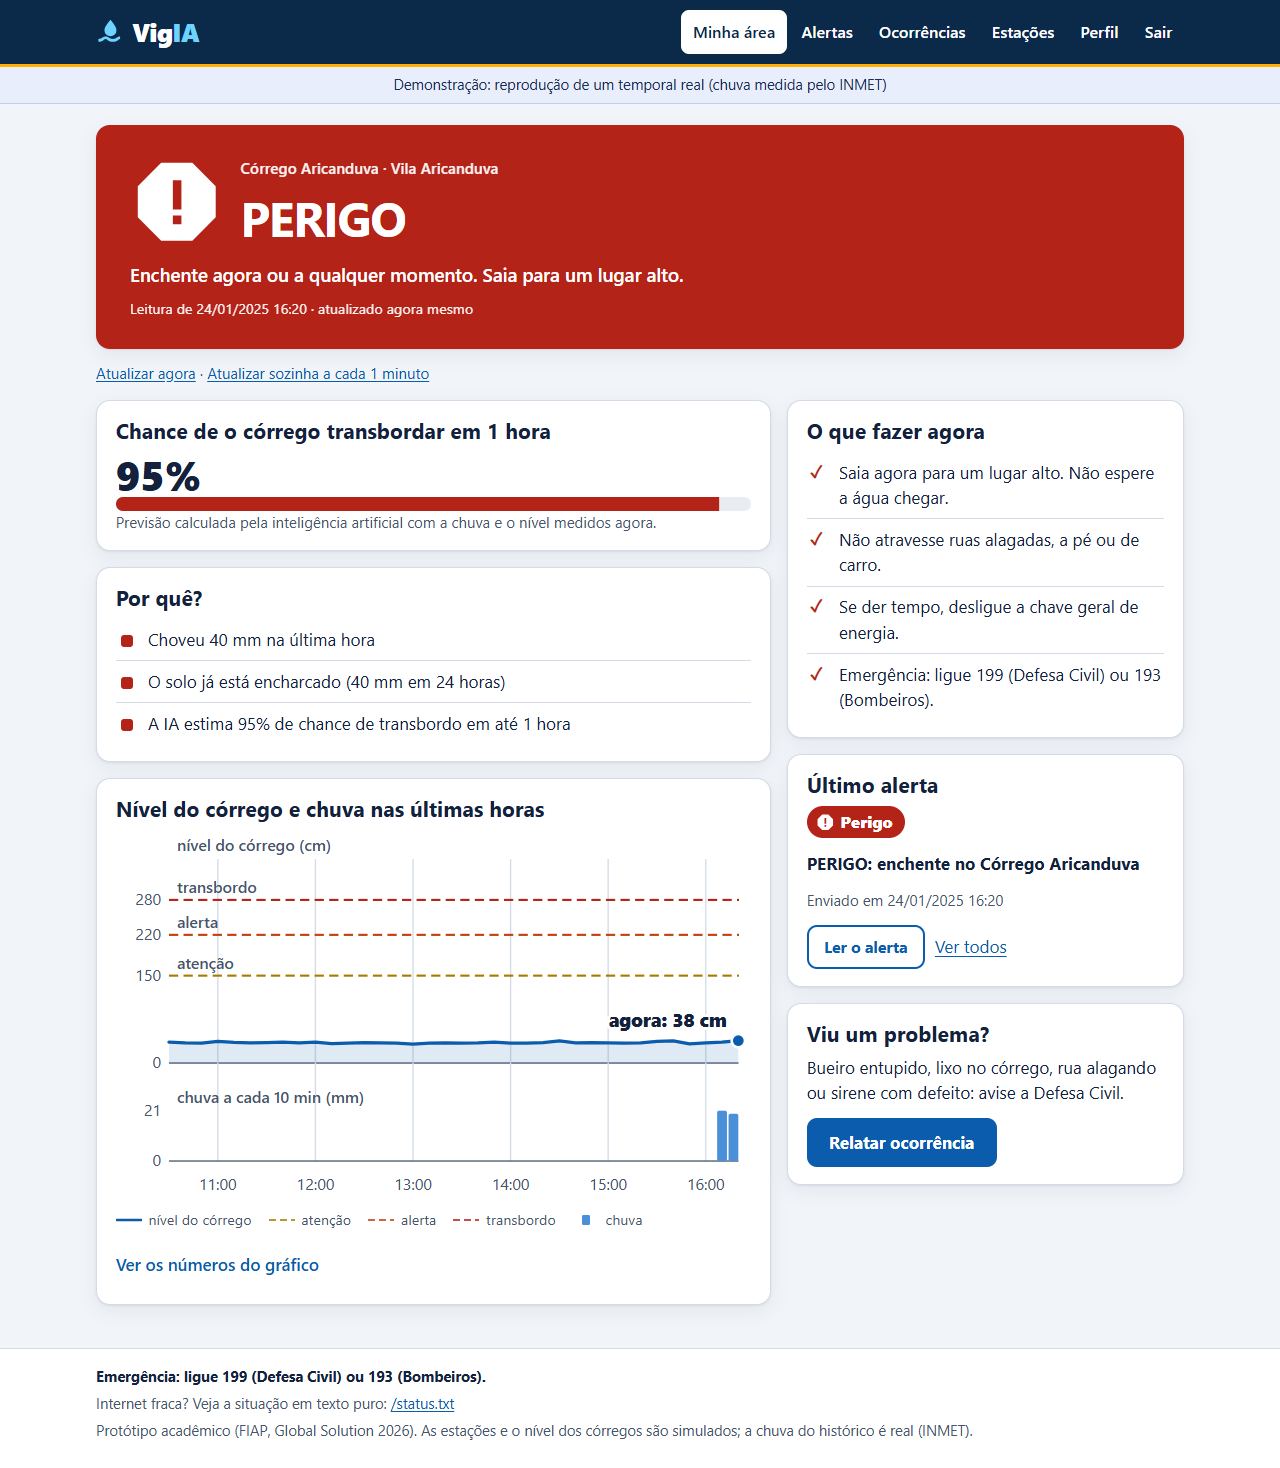 VigIA
Minha área
Alertas
Ocorrências
Estações
Perfil
Sair
Demonstração: reprodução de um temporal real (chuva medida pelo INMET)
Córrego Aricanduva · Vila Aricanduva
PERIGO
Enchente agora ou a qualquer momento. Saia para um lugar alto.
Leitura de 24/01/2025 16:20 · atualizado agora mesmo
Atualizar agora · Atualizar sozinha a cada 1 minuto
Chance de o córrego transbordar em 1 hora
95%
Previsão calculada pela inteligência artificial com a chuva e o nível medidos agora.
Por quê?
Choveu 40 mm na última hora
O solo já está encharcado (40 mm em 24 horas)
A IA estima 95% de chance de transbordo em até 1 hora
Nível do córrego e chuva nas últimas horas
nível do córrego (cm)
transbordo
280
alerta
220
atenção
150
agora: 38 cm
0
chuva a cada 10 min (mm)
21
0
11:00
12:00
13:00
14:00
15:00
16:00
nível do córrego
atenção
alerta
transbordo
chuva
Ver os números do gráfico
O que fazer agora
Saia agora para um lugar alto. Não espere
a água chegar.
Não atravesse ruas alagadas, a pé ou de
carro.
Se der tempo, desligue a chave geral de
energia.
Emergência: ligue 199 (Defesa Civil) ou 193
(Bombeiros).
Último alerta
Perigo
PERIGO: enchente no Córrego Aricanduva
Enviado em 24/01/2025 16:20
Ler o alerta
Ver todos
Viu um problema?
Bueiro entupido, lixo no córrego, rua alagando
ou sirene com defeito: avise a Defesa Civil.
Relatar ocorrência
Emergência: ligue 199 (Defesa Civil) ou 193 (Bombeiros).
Internet fraca? Veja a situação em texto puro: /status.txt
Protótipo acadêmico (FIAP, Global Solution 2026). As estações e o nível dos córregos são simulados; a chuva do histórico é real (INMET).